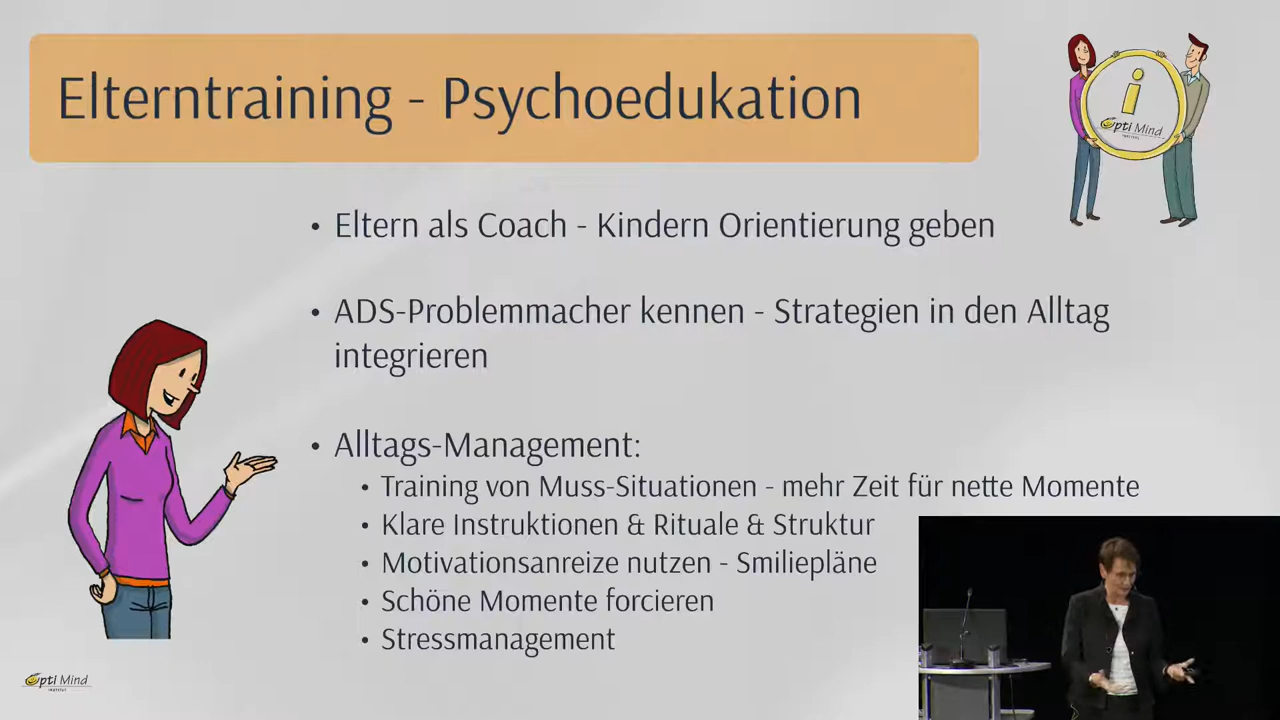 Elterntraining - Psychoedukation
i
Opti Mind
INSTITUT
• Eltern als Coach - Kindern Orientierung geben
• ADS-Problemmacher kennen - Strategien in den Alltag
integrieren
• Alltags-Management:
• Training von Muss-Situationen - mehr Zeit für nette Momente
• Klare Instruktionen & Rituale & Struktur
• Motivationsanreize nutzen - Smiliepläne
• Schöne Momente forcieren
• Stressmanagement
Opti Mind
INSTITUT